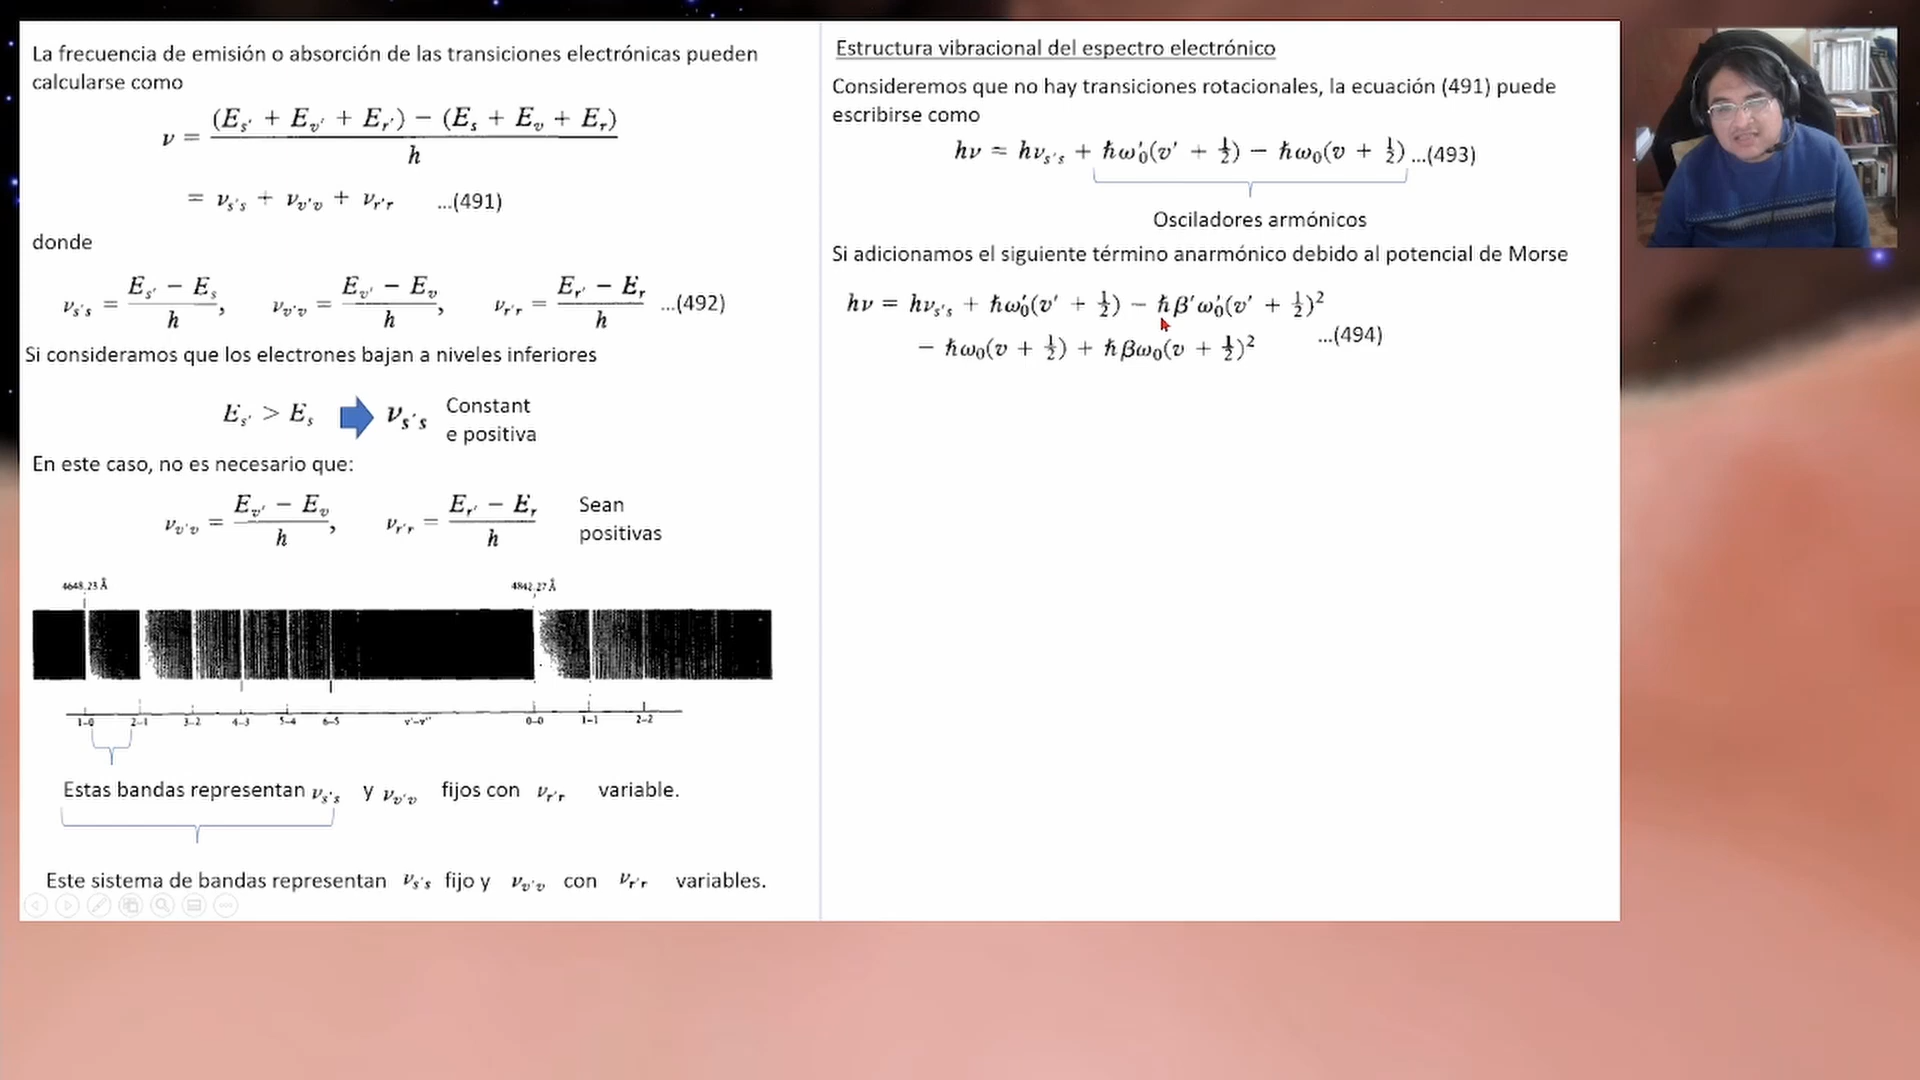 La frecuencia de emisión o absorción de las transiciones electrónicas pueden
calcularse como
ν = (E_s' + E_v' + E_r') − (E_s + E_v + E_r) / h
= ν_s's + ν_v'v + ν_r'r ...(491)
donde
ν_s's = E_s' − E_s / h, ν_v'v = E_v' − E_v / h, ν_r'r = E_r' − E_r / h ...(492)
Si consideramos que los electrones bajan a niveles inferiores
E_s' > E_s ν_s's Constant
e positiva
En este caso, no es necesario que:
ν_v'v = E_v' − E_v / h, ν_r'r = E_r' − E_r / h Sean
positivas
4648.23 Å 4842.27 Å
1-0 2-1 3-2 4-3 5-4 6-5 v'-v'' 0-0 1-1 2-2
Estas bandas representan ν_s's y ν_v'v fijos con ν_r'r variable.
Este sistema de bandas representan ν_s's fijo y ν_v'v con ν_r'r variables.
Estructura vibracional del espectro electrónico
Consideremos que no hay transiciones rotacionales, la ecuación (491) puede
escribirse como
hν = hν_s's + ℏω₀'(v' + ½) − ℏω₀(v + ½) ...(493)
Osciladores armónicos
Si adicionamos el siguiente término anarmónico debido al potencial de Morse
hν = hν_s's + ℏω₀'(v' + ½) − ℏβ'ω₀'(v' + ½)²
− ℏω₀(v + ½) + ℏβω₀(v + ½)² ...(494)